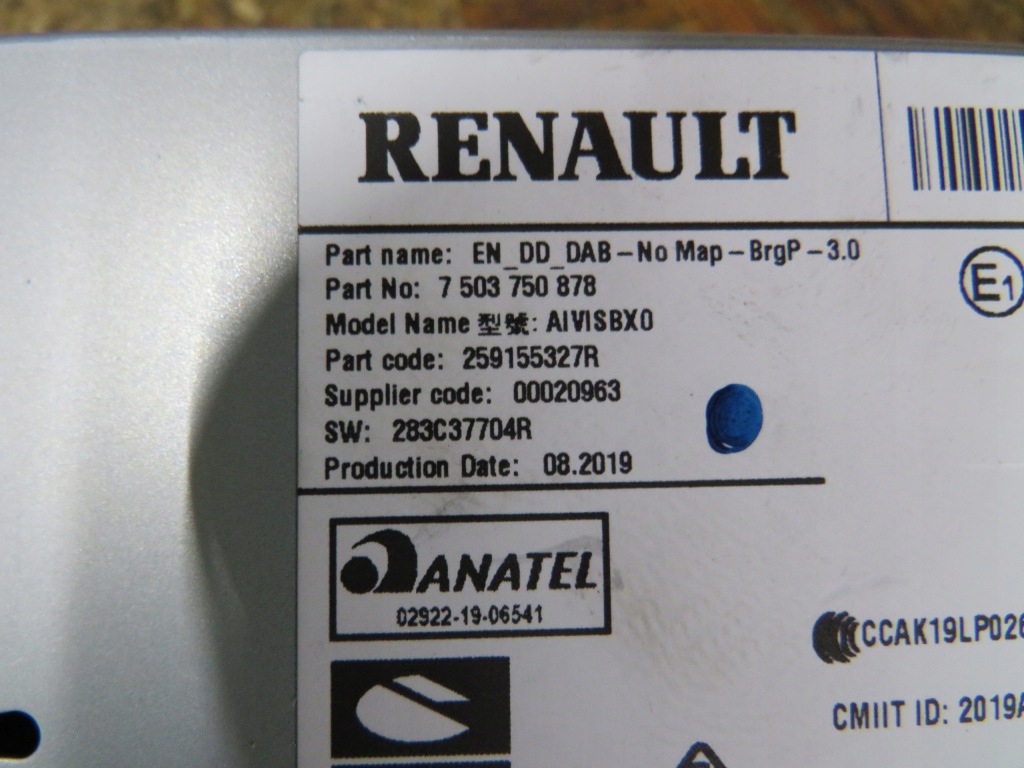 RENAULT
Part name: EN_DD_DAB-No Map-BrgP-3.0
Part No: 7 503 750 878
Model Name 型號: AIVISBX0
Part code: 259155327R
Supplier code: 00020963
SW: 283C37704R
Production Date: 08.2019
E1
ANATEL
02922-19-06541
CCAK19LP026
CMIIT ID: 2019A